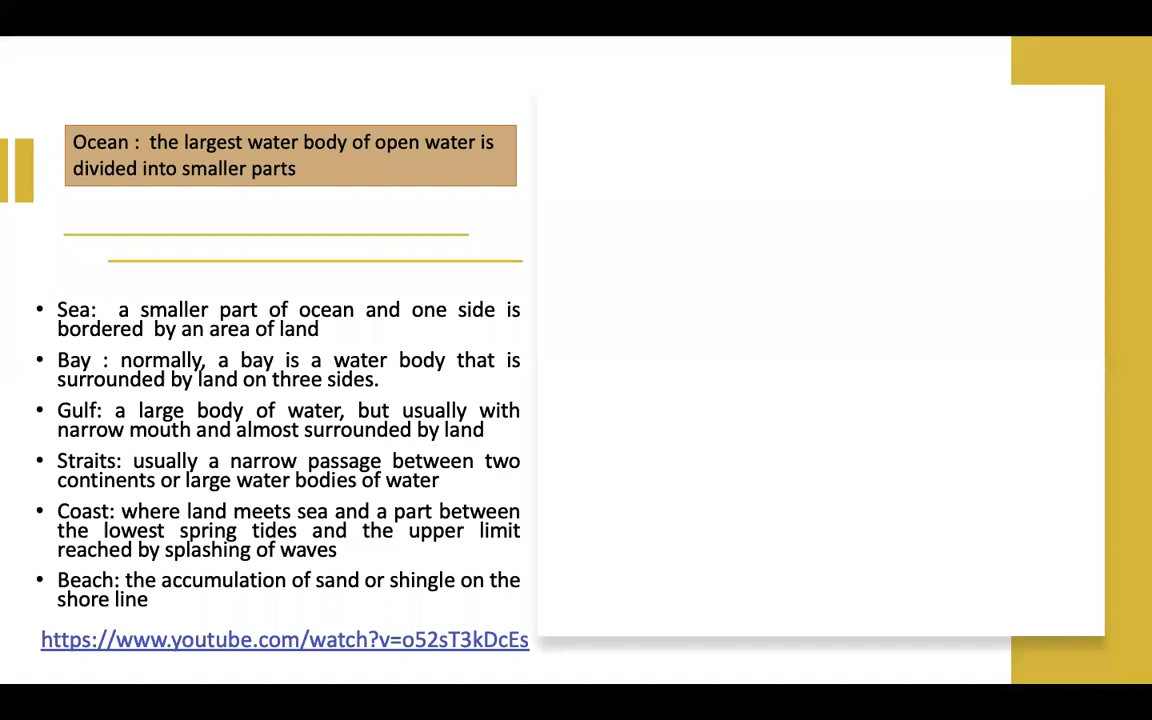 Ocean :  the largest water body of open water is
divided into smaller parts
• Sea:  a smaller part of ocean and one side is
bordered  by an area of land
• Bay : normally, a bay is a water body that is
surrounded by land on three sides.
• Gulf: a large body of water, but usually with
narrow mouth and almost surrounded by land
• Straits: usually a narrow passage between two
continents or large water bodies of water
• Coast: where land meets sea and a part between
the lowest spring tides and the upper limit
reached by splashing of waves
• Beach: the accumulation of sand or shingle on the
shore line
https://www.youtube.com/watch?v=o52sT3kDcEs